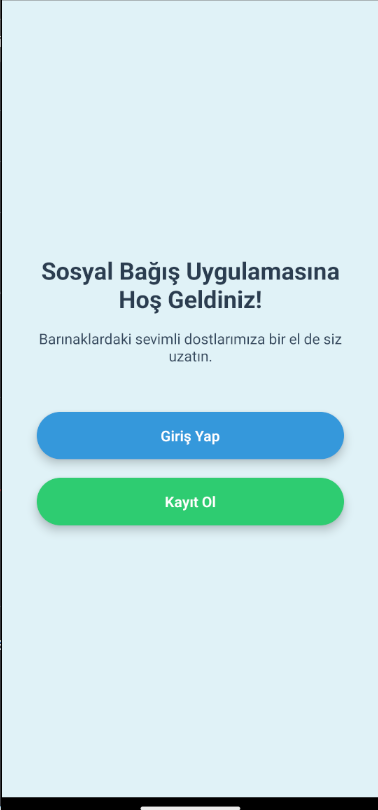 Sosyal Bağış Uygulamasına
Hoş Geldiniz!
Barınaklardaki sevimli dostlarımıza bir el de siz
uzatın.
Giriş Yap
Kayıt Ol